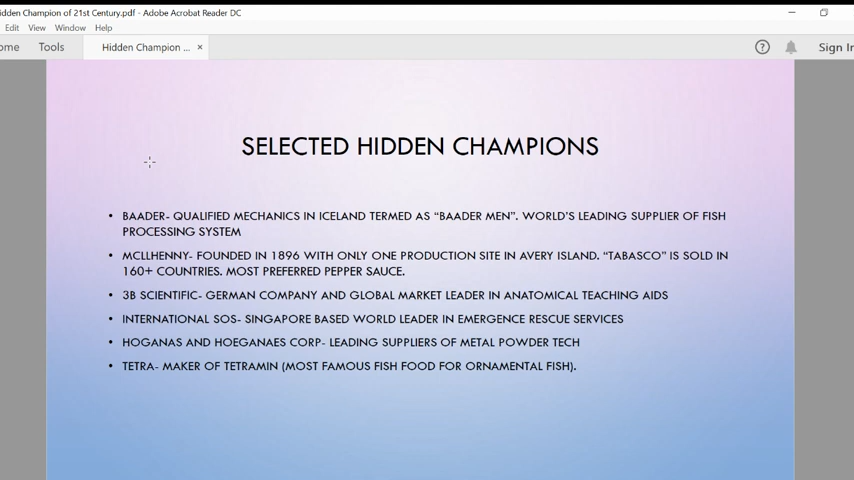 idden Champion of 21st Century.pdf - Adobe Acrobat Reader DC
Edit View Window Help
ome Tools Hidden Champion ... × ? Sign In
SELECTED HIDDEN CHAMPIONS
• BAADER- QUALIFIED MECHANICS IN ICELAND TERMED AS “BAADER MEN”. WORLD’S LEADING SUPPLIER OF FISH
PROCESSING SYSTEM
• MCLLHENNY- FOUNDED IN 1896 WITH ONLY ONE PRODUCTION SITE IN AVERY ISLAND. “TABASCO” IS SOLD IN
160+ COUNTRIES. MOST PREFERRED PEPPER SAUCE.
• 3B SCIENTIFIC- GERMAN COMPANY AND GLOBAL MARKET LEADER IN ANATOMICAL TEACHING AIDS
• INTERNATIONAL SOS- SINGAPORE BASED WORLD LEADER IN EMERGENCE RESCUE SERVICES
• HOGANAS AND HOEGANAES CORP- LEADING SUPPLIERS OF METAL POWDER TECH
• TETRA- MAKER OF TETRAMIN (MOST FAMOUS FISH FOOD FOR ORNAMENTAL FISH).